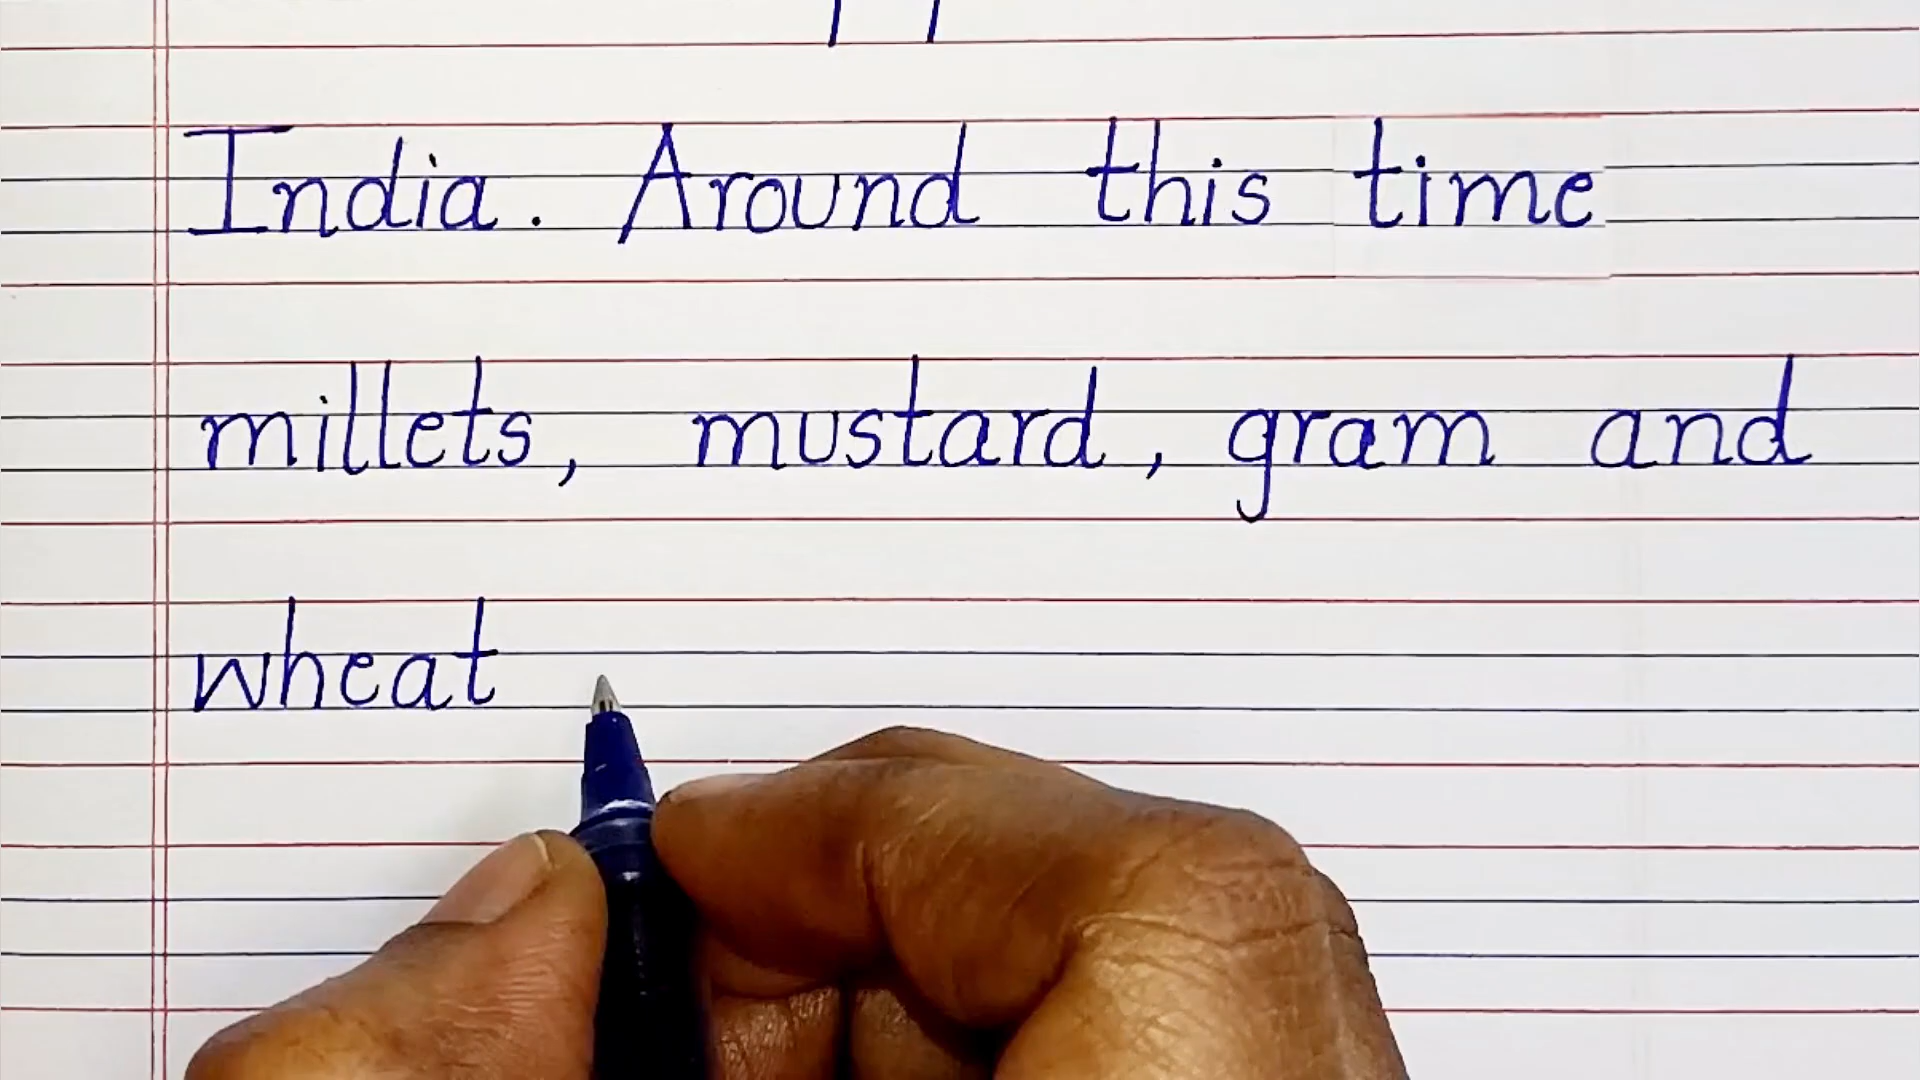 India. Around this time
millets, mustard, gram and
wheat